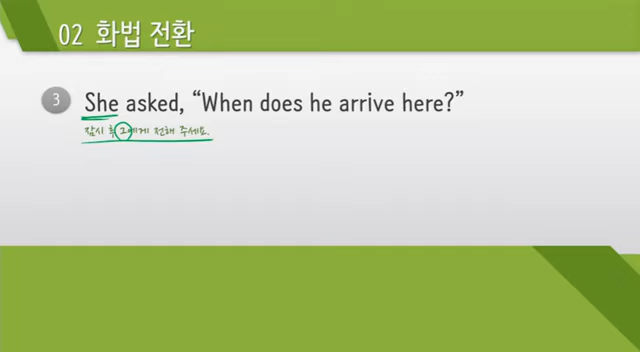 02 화법 전환
3 She asked, “When does he arrive here?”
잠시 후 그에게 전해 주세요.